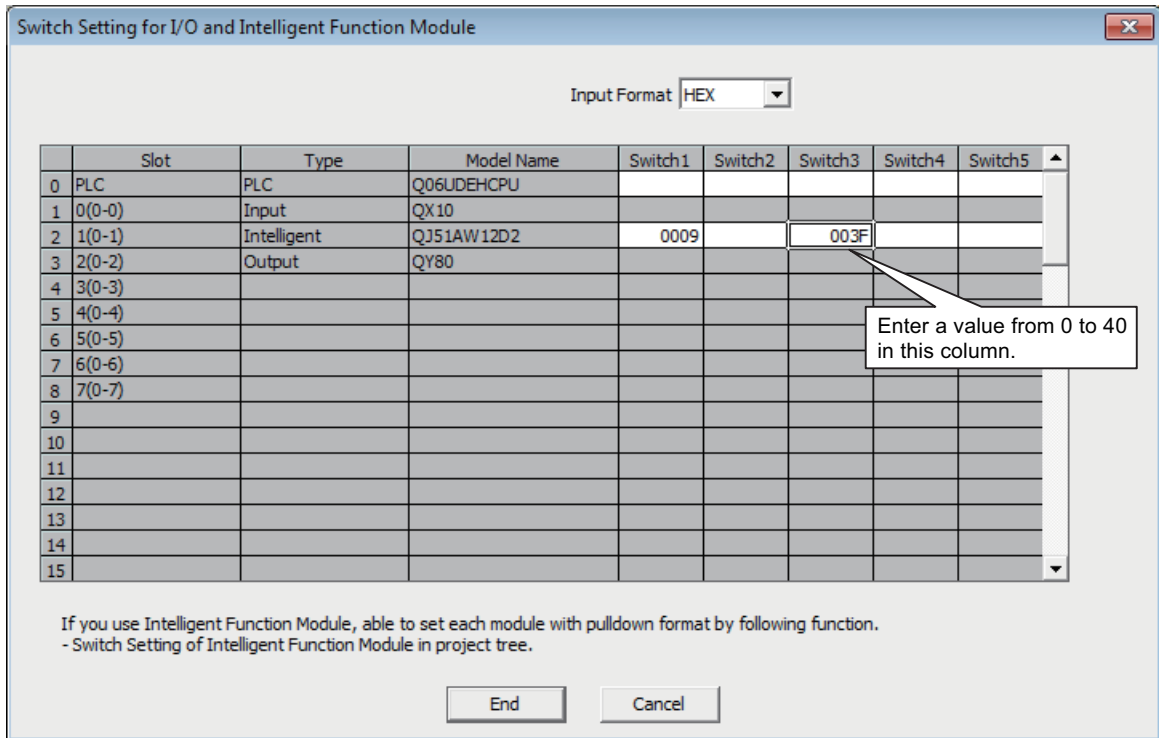 Switch Setting for I/O and Intelligent Function Module
Input Format HEX
Slot Type Model Name Switch1 Switch2 Switch3 Switch4 Switch5
0 PLC PLC Q06UDEHCPU
1 0(0-0) Input QX10
2 1(0-1) Intelligent QJ51AW12D2 0009 003F
3 2(0-2) Output QY80
4 3(0-3)
5 4(0-4)
6 5(0-5)
7 6(0-6)
8 7(0-7)
9
10
11
12
13
14
15
Enter a value from 0 to 40
in this column.
If you use Intelligent Function Module, able to set each module with pulldown format by following function.
- Switch Setting of Intelligent Function Module in project tree.
End Cancel